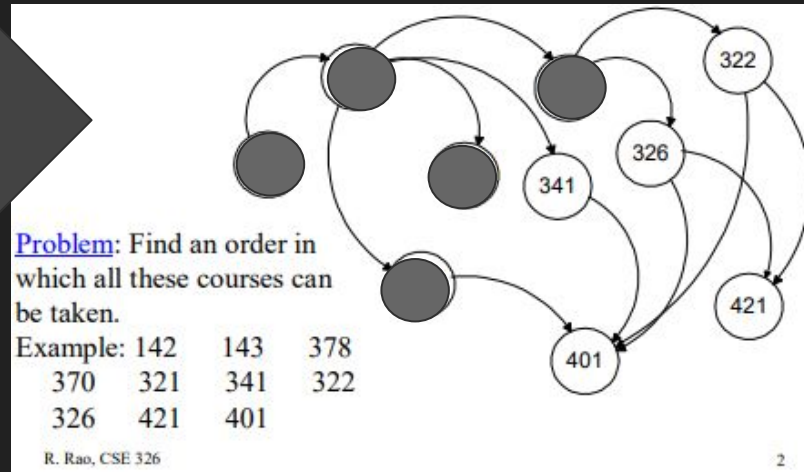 322
326
341
Problem: Find an order in
which all these courses can
be taken.
421
Example: 142 143 378
401
370 321 341 322
326 421 401
R. Rao, CSE 326
2